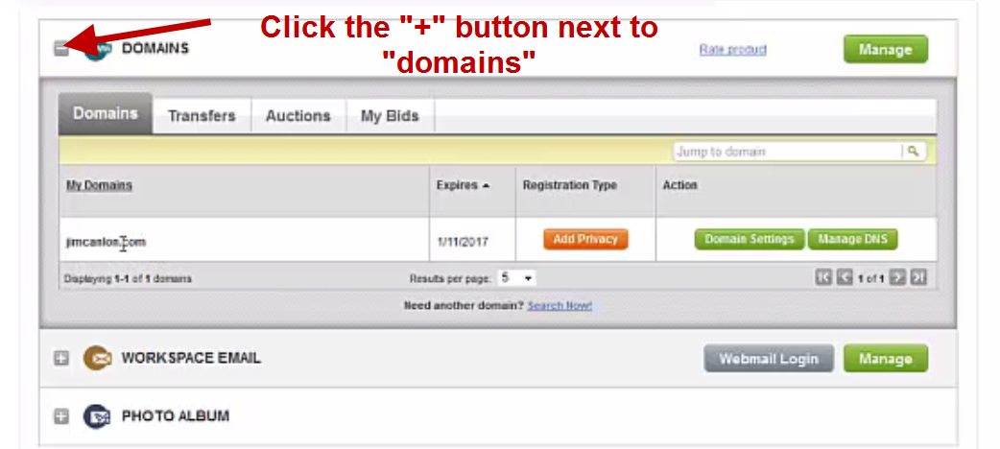 Click the "+" button next to
"domains"
DOMAINS
Rate product
Manage
Domains
Transfers
Auctions
My Bids
Jump to domain
My Domains
Expires
Registration Type
Action
jimcanlon.com
1/11/2017
Add Privacy
Domain Settings
Manage DNS
Displaying 1-1 of 1 domains
Results per page: 5
1 of 1
Need another domain? Search Now!
WORKSPACE EMAIL
Webmail Login
Manage
PHOTO ALBUM